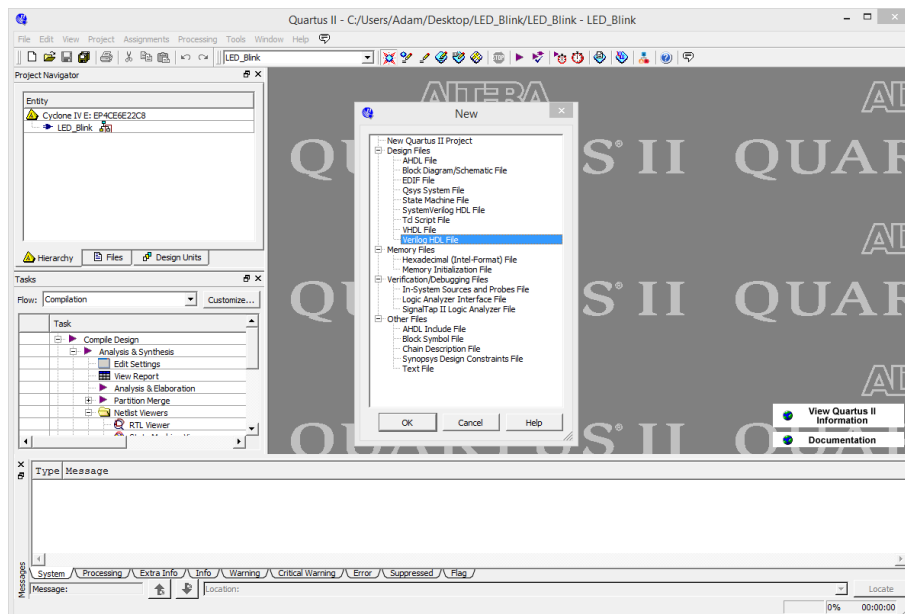 Quartus II - C:/Users/Adam/Desktop/LED_Blink/LED_Blink - LED_Blink
File Edit View Project Assignments Processing Tools Window Help
LED_Blink
Project Navigator
Entity
Cyclone IV E: EP4CE6E22C8
LED_Blink
Hierarchy Files Design Units
Tasks
Flow: Compilation Customize...
Task
Compile Design
Analysis & Synthesis
Edit Settings
View Report
Analysis & Elaboration
Partition Merge
Netlist Viewers
RTL Viewer
New
New Quartus II Project
Design Files
AHDL File
Block Diagram/Schematic File
EDIF File
Qsys System File
State Machine File
SystemVerilog HDL File
Tcl Script File
VHDL File
Verilog HDL File
Memory Files
Hexadecimal (Intel-Format) File
Memory Initialization File
Verification/Debugging Files
In-System Sources and Probes File
Logic Analyzer Interface File
SignalTap II Logic Analyzer File
Other Files
AHDL Include File
Block Symbol File
Chain Description File
Synopsys Design Constraints File
Text File
OK Cancel Help
View Quartus II
Information
Documentation
Type Message
System Processing Extra Info Info Warning Critical Warning Error Suppressed Flag
Messages
Message: Location: Locate
0% 00:00:00